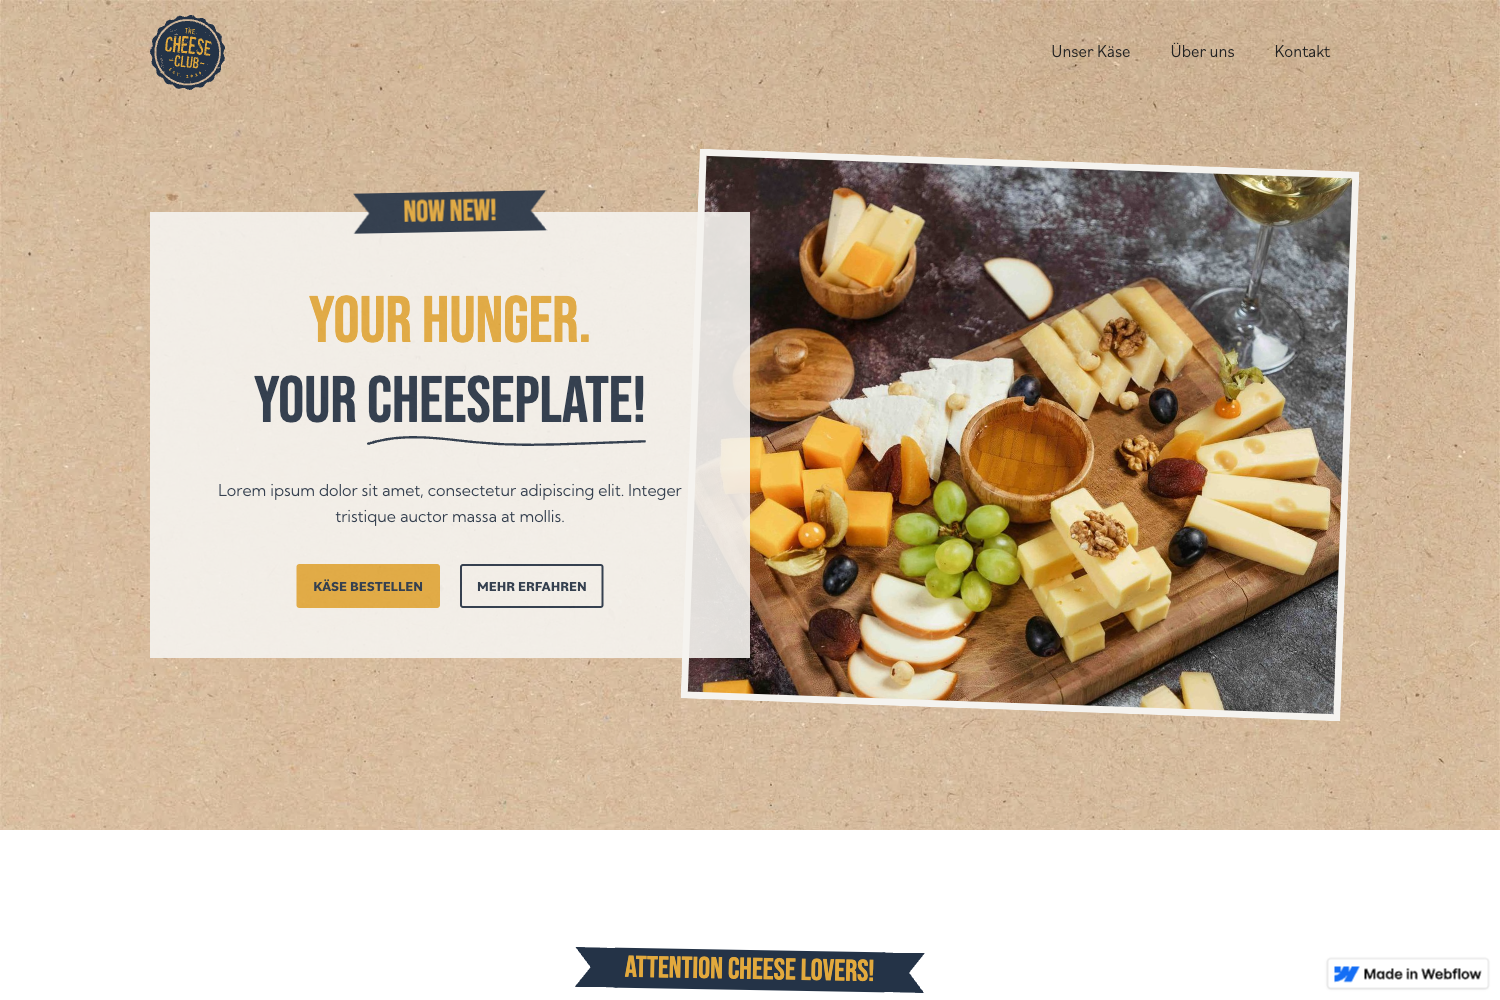 THE
CHEESE
-CLUB-
Unser Käse
Über uns
Kontakt
NOW NEW!
YOUR HUNGER.
YOUR CHEESEPLATE!
Lorem ipsum dolor sit amet, consectetur adipiscing elit. Integer
tristique auctor massa at mollis.
KÄSE BESTELLEN
MEHR ERFAHREN
ATTENTION CHEESE LOVERS!
Made in Webflow